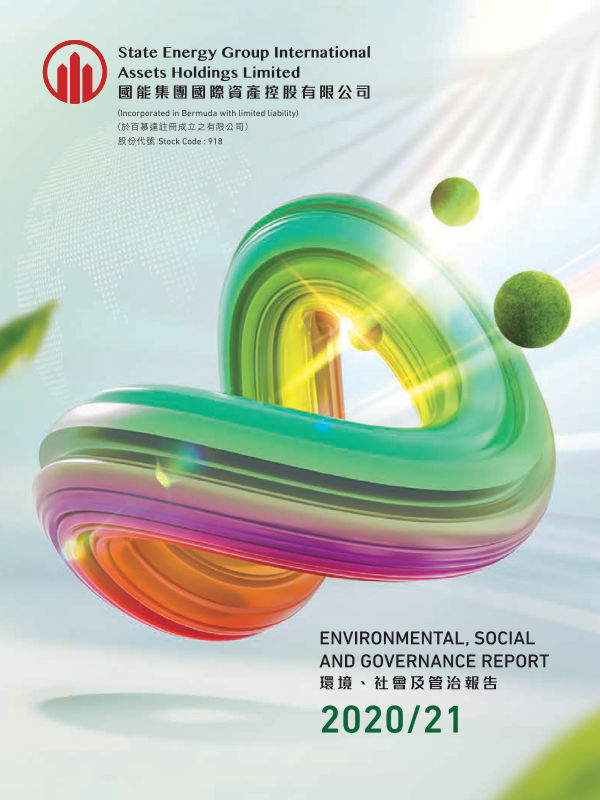 State Energy Group International
Assets Holdings Limited
國能集團國際資產控股有限公司
(Incorporated in Bermuda with limited liability)
(於百慕達註冊成立之有限公司)
股份代號 Stock Code : 918
ENVIRONMENTAL, SOCIAL
AND GOVERNANCE REPORT
環境、社會及管治報告
2020/21